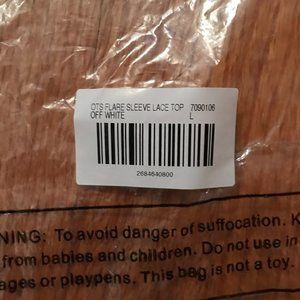 OTS FLARE SLEEVE LACE TOP 7090106
OFF WHITE L
2684640800
NING: To avoid danger of suffocation. K
from babies and children. Do not use in
ages or playpens. This bag is not a toy.